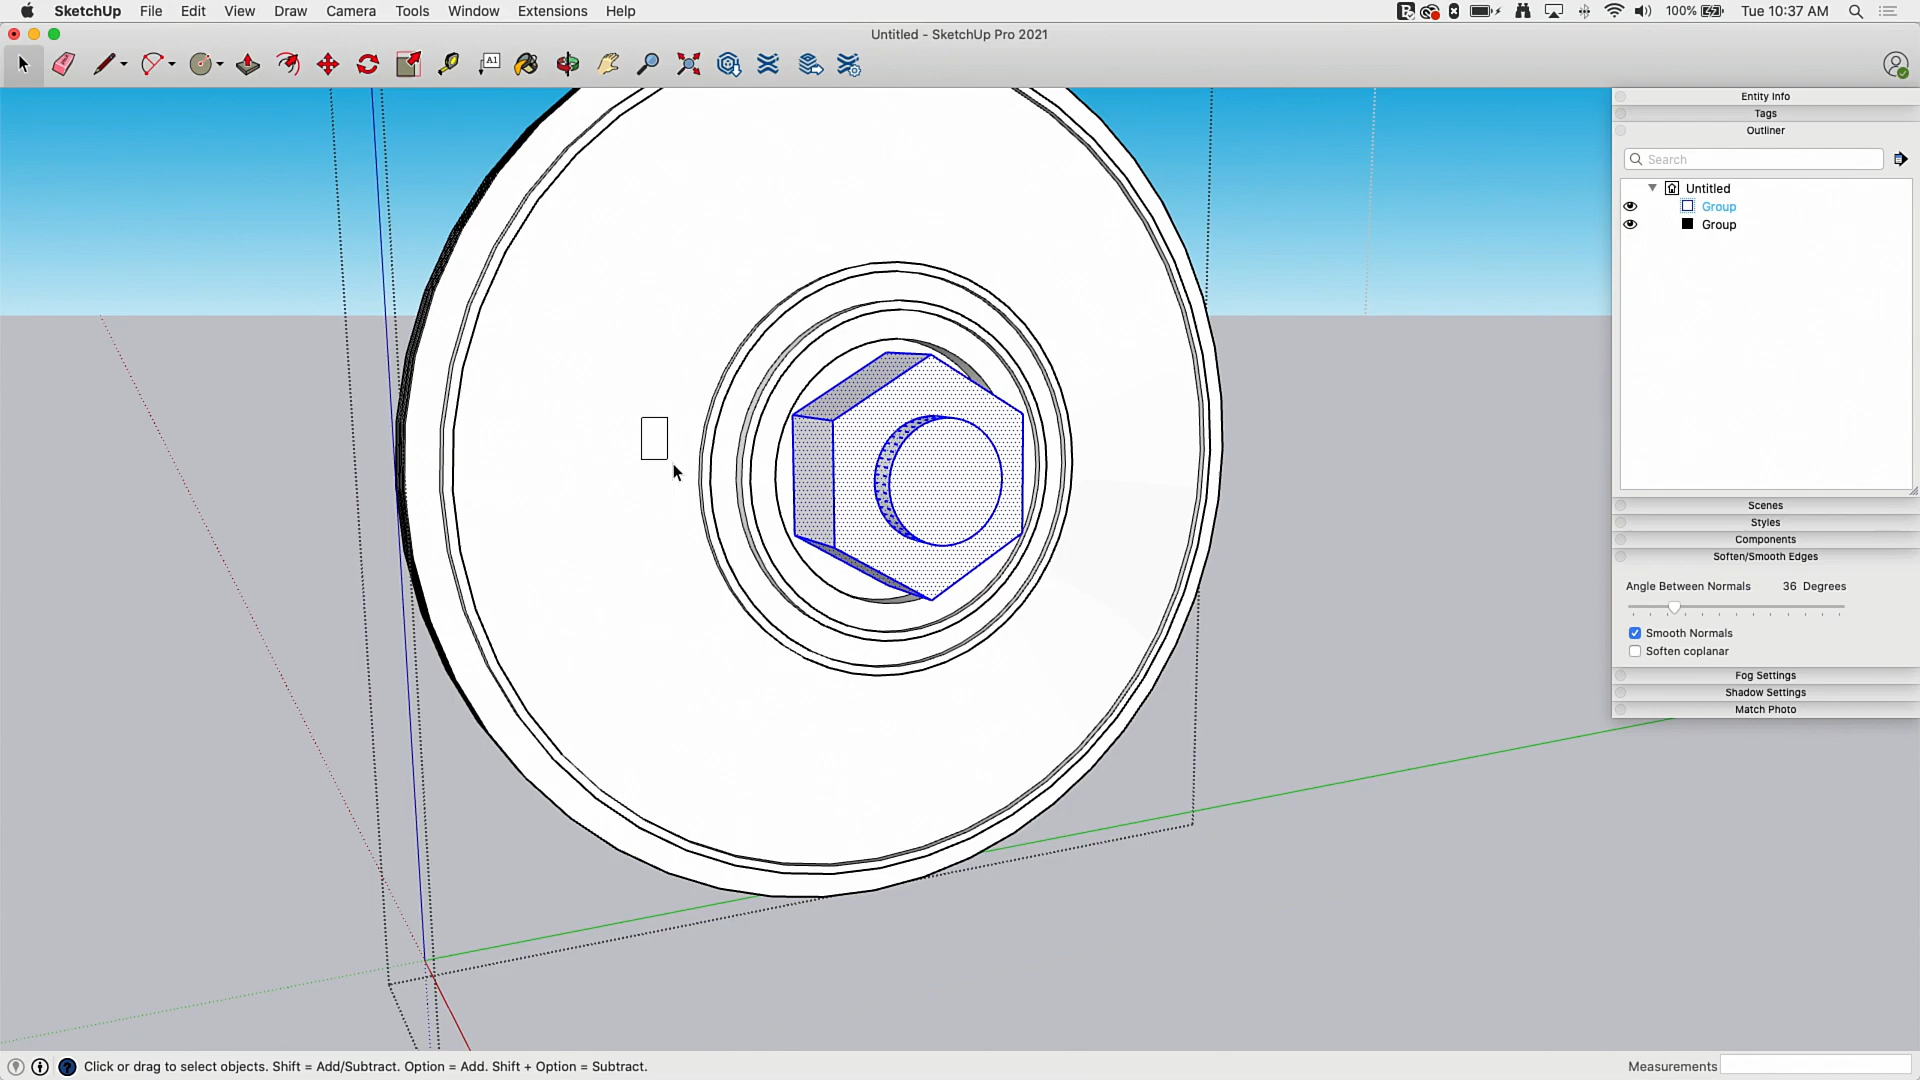 SketchUp File Edit View Draw Camera Tools Window Extensions Help 100% Tue 10:37 AM
Untitled - SketchUp Pro 2021
A1
Entity Info
Tags
Outliner
Search
Untitled
Group
Group
Scenes
Styles
Components
Soften/Smooth Edges
Angle Between Normals 36 Degrees
Smooth Normals
Soften coplanar
Fog Settings
Shadow Settings
Match Photo
Click or drag to select objects. Shift = Add/Subtract. Option = Add. Shift + Option = Subtract. Measurements